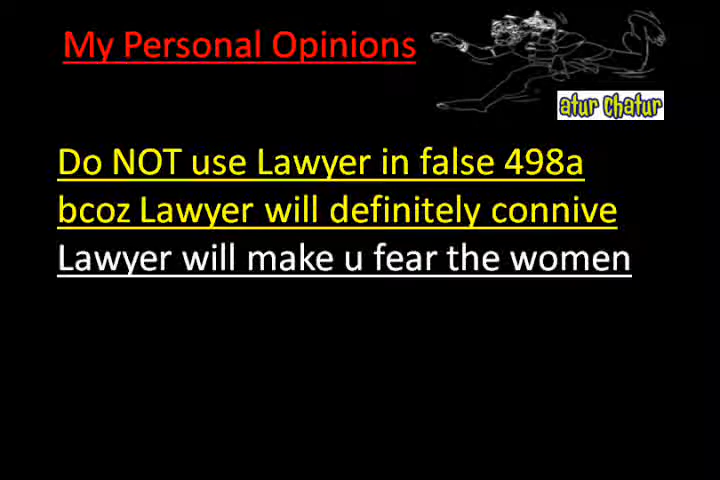 My Personal Opinions
atur chatur
Do NOT use Lawyer in false 498a
bcoz Lawyer will definitely connive
Lawyer will make u fear the women